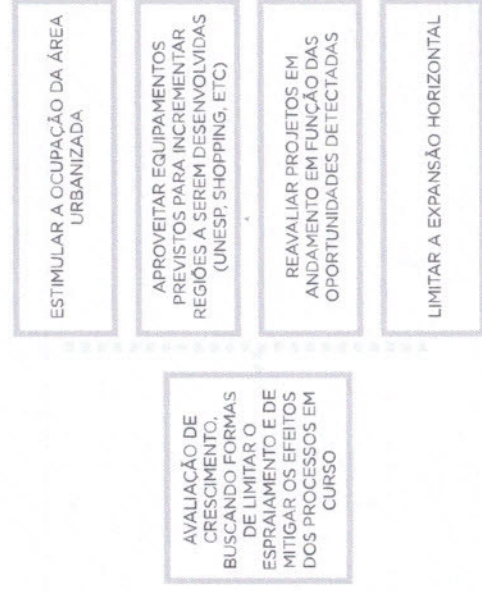 AVALIAÇÃO DE
CRESCIMENTO,
BUSCANDO FORMAS
DE LIMITAR O
ESPRAIAMENTO E DE
MITIGAR OS EFEITOS
DOS PROCESSOS EM
CURSO
ESTIMULAR A OCUPAÇÃO DA ÁREA
URBANIZADA
APROVEITAR EQUIPAMENTOS
PREVISTOS PARA INCREMENTAR
REGIÕES A SEREM DESENVOLVIDAS
(UNESP, SHOPPING, ETC)
REAVALIAR PROJETOS EM
ANDAMENTO EM FUNÇÃO DAS
OPORTUNIDADES DETECTADAS
LIMITAR A EXPANSÃO HORIZONTAL